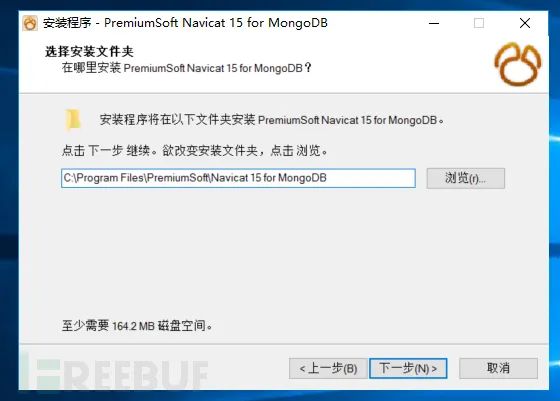 安装程序 - PremiumSoft Navicat 15 for MongoDB
选择安装文件夹
在哪里安装 PremiumSoft Navicat 15 for MongoDB？
安装程序将在以下文件夹安装 PremiumSoft Navicat 15 for MongoDB。
点击 下一步 继续。欲改变安装文件夹，点击 浏览。
C:\Program Files\PremiumSoft\Navicat 15 for MongoDB
浏览(r)...
至少需要 164.2 MB 磁盘空间。
< 上一步(B)
下一步(N) >
取消
FREEBUF